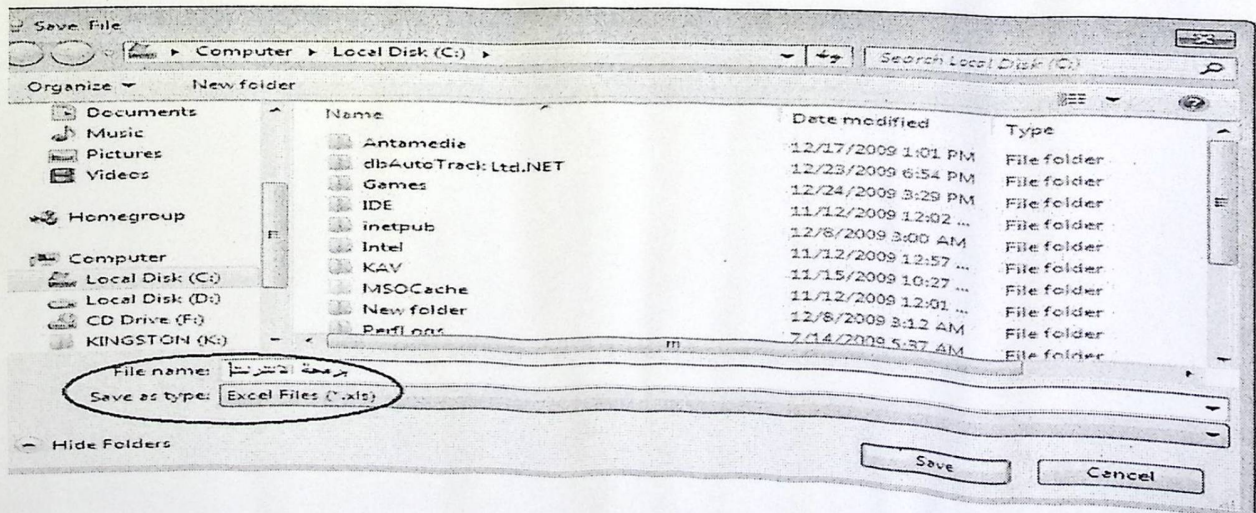 Save File
Computer ▸ Local Disk (C:) ▸
Search Local Disk (C:)
Organize
New folder
Documents
Music
Pictures
Videos
Homegroup
Computer
Local Disk (C:)
Local Disk (D:)
CD Drive (F:)
KINGSTON (K:)
Name Date modified Type
Antamedia 12/17/2009 1:01 PM File folder
dbsAutoTrack Ltd.NET 12/23/2009 6:54 PM File folder
Games 12/24/2009 3:29 PM File folder
IDE 11/12/2009 12:02 ... File folder
inetpub 12/8/2009 3:00 AM File folder
Intel 11/12/2009 12:57 ... File folder
KAV 11/15/2009 10:27 ... File folder
MSOCache 11/12/2009 12:01 ... File folder
New folder 12/8/2009 3:12 AM File folder
PerfLogs 7/14/2009 5:37 AM File folder
File name: برمجة الانترنت
Save as type: Excel Files (*.xls)
Hide Folders
Save
Cancel